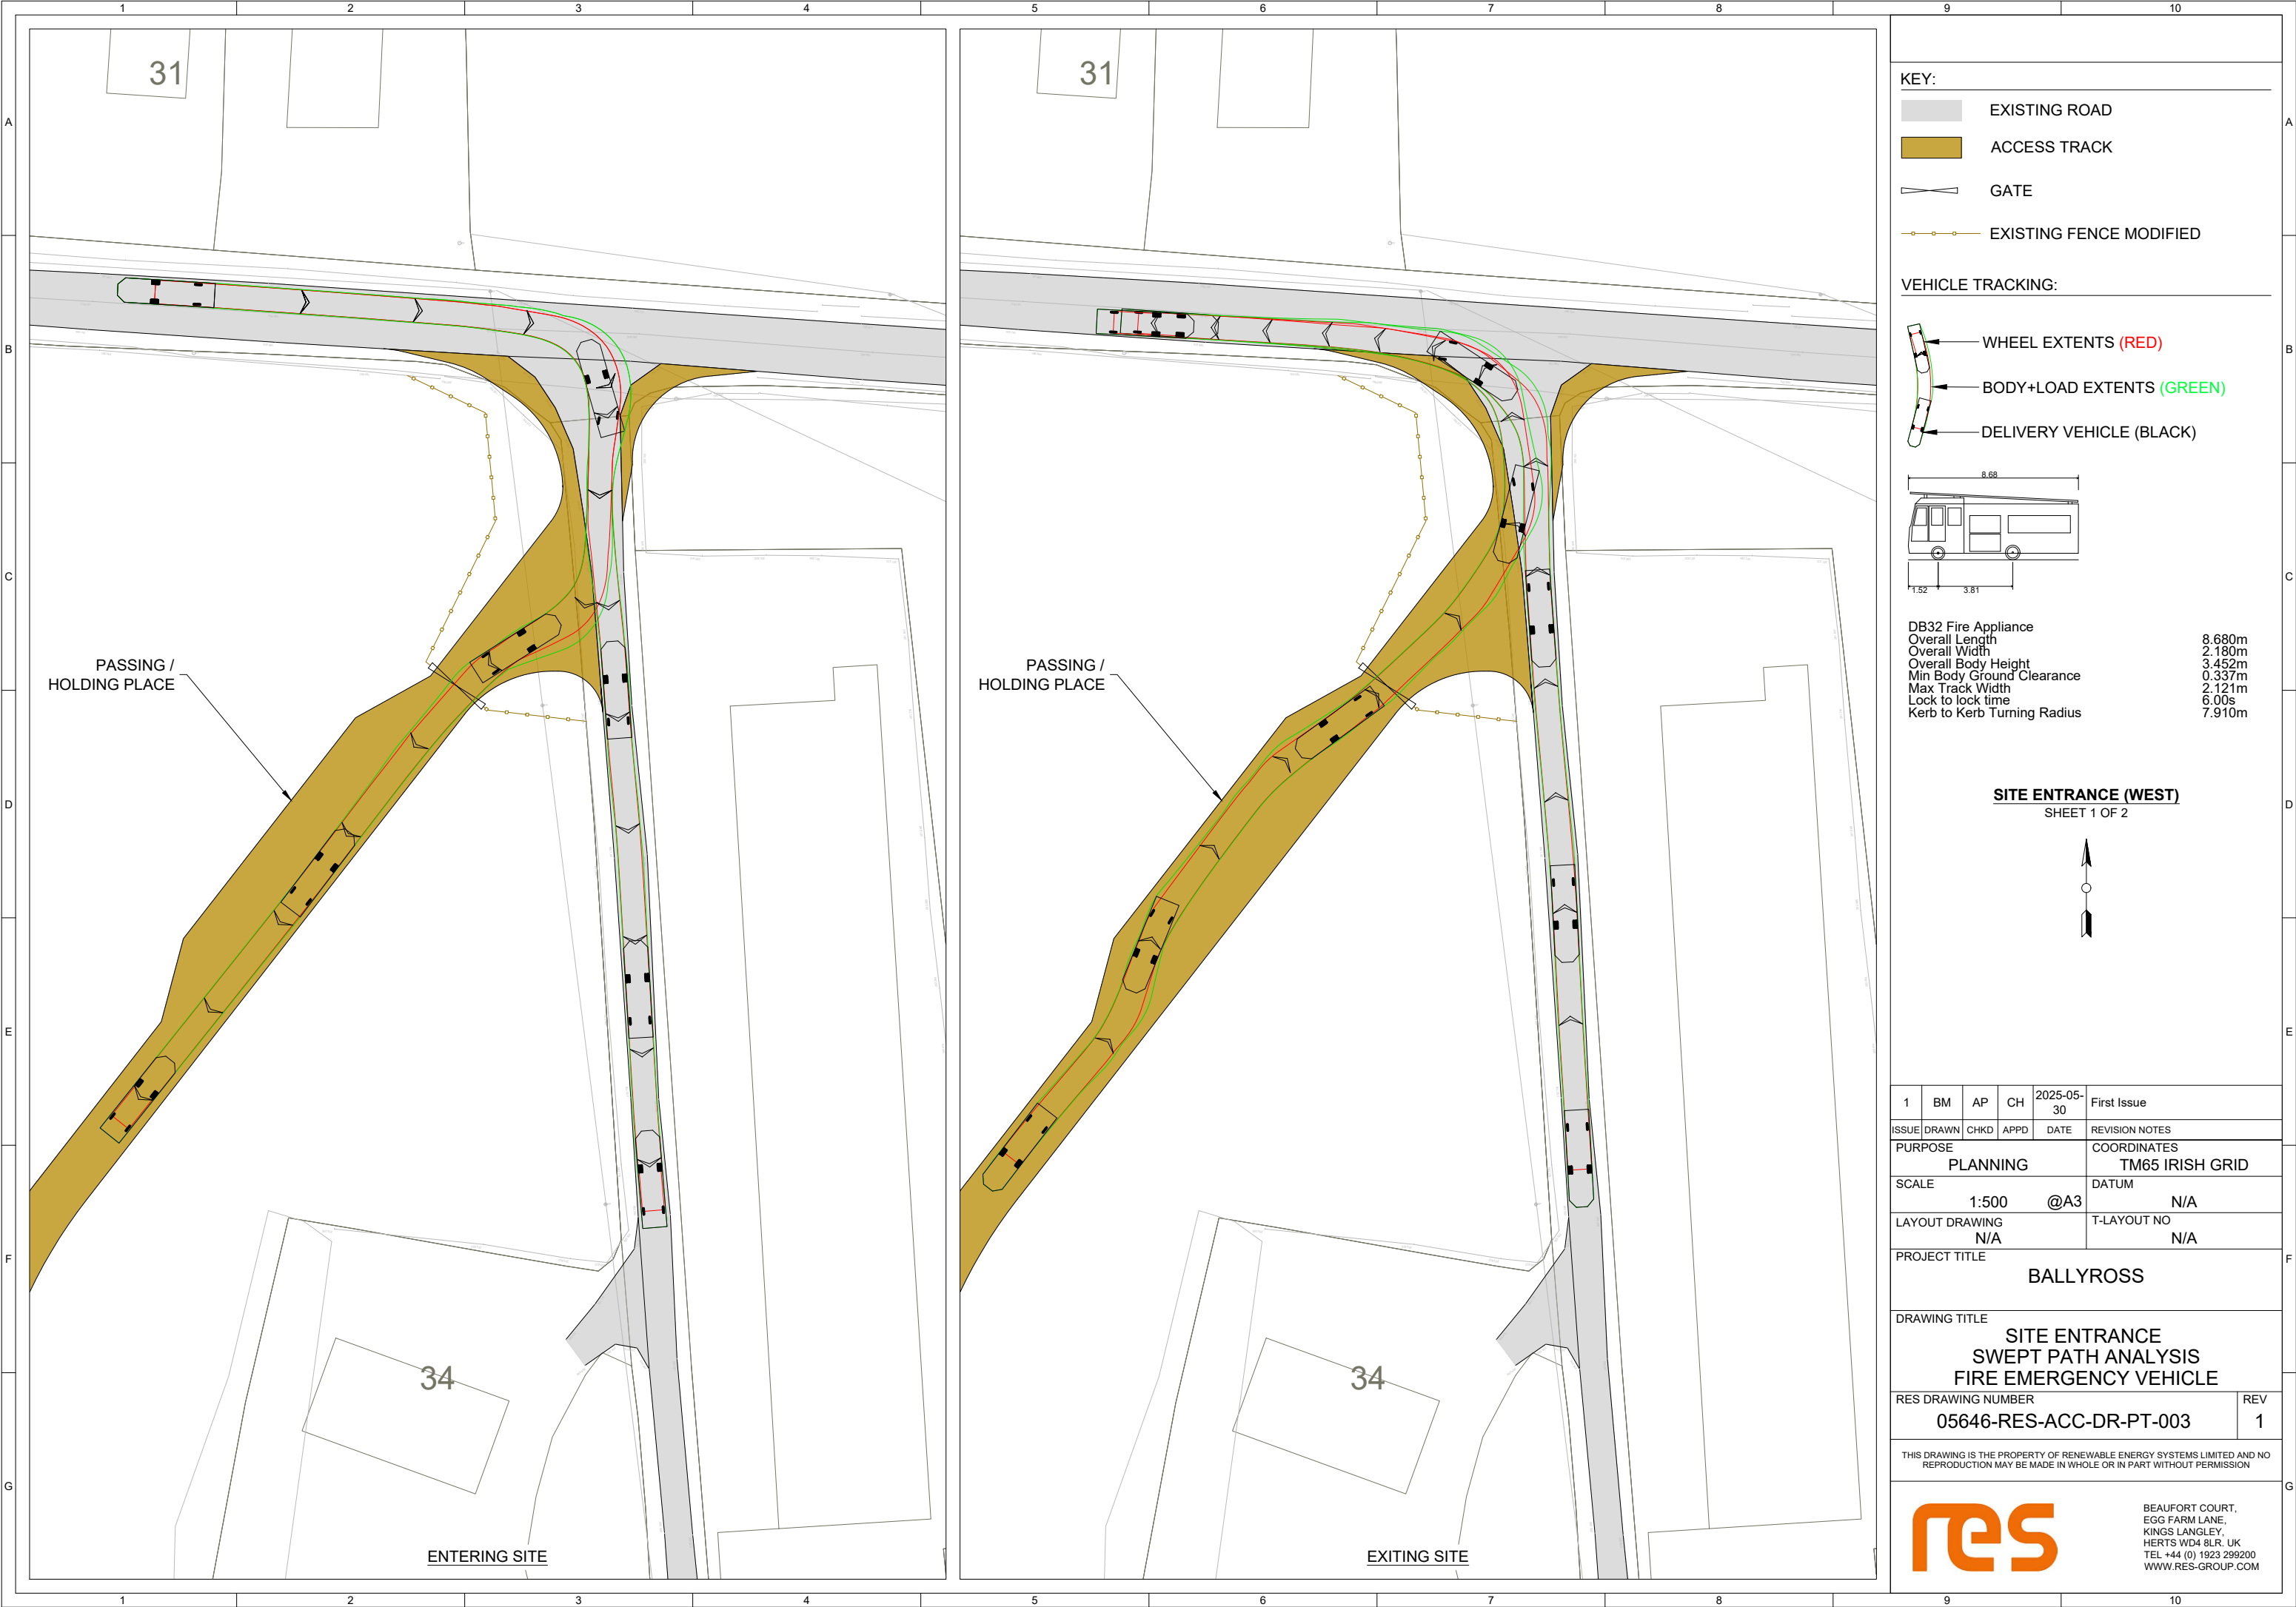 1 2 3 4 5 6 7 8 9 10
A
B
C
D
E
F
G
31
PASSING /
HOLDING PLACE
34
ENTERING SITE
31
PASSING /
HOLDING PLACE
34
EXITING SITE
KEY:
EXISTING ROAD
ACCESS TRACK
GATE
EXISTING FENCE MODIFIED
VEHICLE TRACKING:
WHEEL EXTENTS (RED)
BODY+LOAD EXTENTS (GREEN)
DELIVERY VEHICLE (BLACK)
8.68
1.52 3.81
DB32 Fire Appliance
Overall Length 8.680m
Overall Width 2.180m
Overall Body Height 3.452m
Min Body Ground Clearance 0.337m
Max Track Width 2.121m
Lock to lock time 6.00s
Kerb to Kerb Turning Radius 7.910m
SITE ENTRANCE (WEST)
SHEET 1 OF 2
1 BM AP CH 2025-05-30 First Issue
ISSUE DRAWN CHKD APPD DATE REVISION NOTES
PURPOSE COORDINATES
PLANNING TM65 IRISH GRID
SCALE DATUM
1:500 @A3 N/A
LAYOUT DRAWING T-LAYOUT NO
N/A N/A
PROJECT TITLE
BALLYROSS
DRAWING TITLE
SITE ENTRANCE
SWEPT PATH ANALYSIS
FIRE EMERGENCY VEHICLE
RES DRAWING NUMBER REV
05646-RES-ACC-DR-PT-003 1
THIS DRAWING IS THE PROPERTY OF RENEWABLE ENERGY SYSTEMS LIMITED AND NO
REPRODUCTION MAY BE MADE IN WHOLE OR IN PART WITHOUT PERMISSION
res
BEAUFORT COURT,
EGG FARM LANE,
KINGS LANGLEY,
HERTS WD4 8LR. UK
TEL +44 (0) 1923 299200
WWW.RES-GROUP.COM
A
B
C
D
E
F
G
1 2 3 4 5 6 7 8 9 10